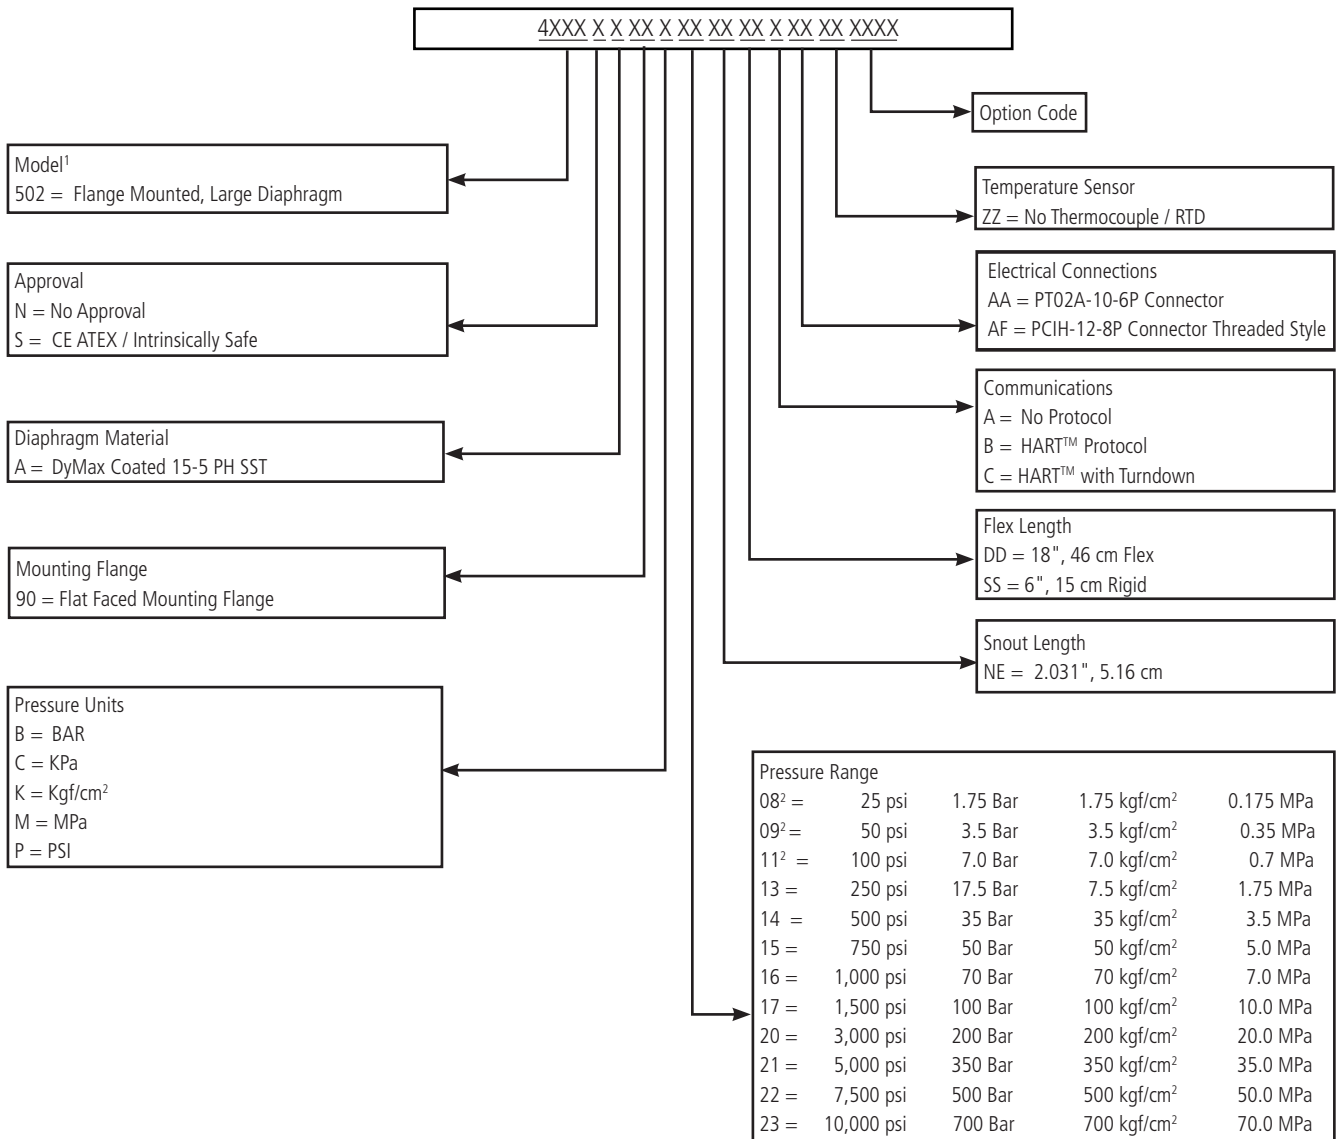 4XXX X X XX X XX XX XX X XX XX XXXX
Option Code
Model¹
502 = Flange Mounted, Large Diaphragm
Temperature Sensor
ZZ = No Thermocouple / RTD
Approval
N = No Approval
S = CE ATEX / Intrinsically Safe
Electrical Connections
AA = PT02A-10-6P Connector
AF = PCIH-12-8P Connector Threaded Style
Communications
A = No Protocol
B = HART™ Protocol
C = HART™ with Turndown
Diaphragm Material
A = DyMax Coated 15-5 PH SST
Flex Length
DD = 18", 46 cm Flex
SS = 6", 15 cm Rigid
Mounting Flange
90 = Flat Faced Mounting Flange
Snout Length
NE = 2.031", 5.16 cm
Pressure Units
B = BAR
C = KPa
K = Kgf/cm²
M = MPa
P = PSI
Pressure Range
08² = 25 psi 1.75 Bar 1.75 kgf/cm² 0.175 MPa
09² = 50 psi 3.5 Bar 3.5 kgf/cm² 0.35 MPa
11² = 100 psi 7.0 Bar 7.0 kgf/cm² 0.7 MPa
13 = 250 psi 17.5 Bar 7.5 kgf/cm² 1.75 MPa
14 = 500 psi 35 Bar 35 kgf/cm² 3.5 MPa
15 = 750 psi 50 Bar 50 kgf/cm² 5.0 MPa
16 = 1,000 psi 70 Bar 70 kgf/cm² 7.0 MPa
17 = 1,500 psi 100 Bar 100 kgf/cm² 10.0 MPa
20 = 3,000 psi 200 Bar 200 kgf/cm² 20.0 MPa
21 = 5,000 psi 350 Bar 350 kgf/cm² 35.0 MPa
22 = 7,500 psi 500 Bar 500 kgf/cm² 50.0 MPa
23 = 10,000 psi 700 Bar 700 kgf/cm² 70.0 MPa